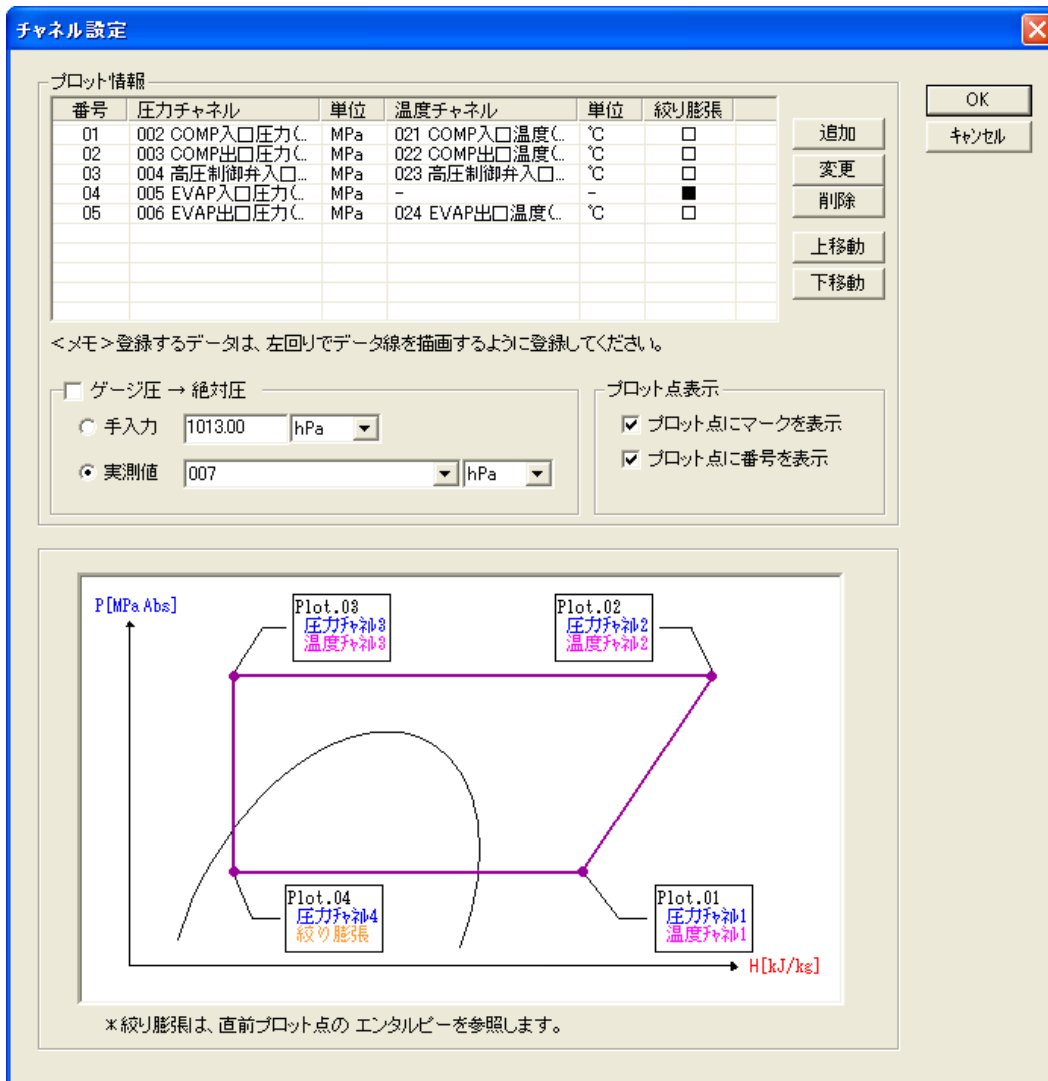 チャネル設定
プロット情報
番号 圧力チャネル 単位 温度チャネル 単位 絞り膨張
01 002 COMP入口圧力(... MPa 021 COMP入口温度(... ℃ □
02 003 COMP出口圧力(... MPa 022 COMP出口温度(... ℃ □
03 004 高圧制御弁入口... MPa 023 高圧制御弁入口... ℃ □
04 005 EVAP入口圧力(... MPa - - ■
05 006 EVAP出口圧力(... MPa 024 EVAP出口温度(... ℃ □
OK
キャンセル
追加
変更
削除
上移動
下移動
<メモ>登録するデータは、左回りでデータ線を描画するように登録してください。
ゲージ圧 → 絶対圧
手入力 1013.00 hPa
実測値 007 hPa
プロット点表示
プロット点にマークを表示
プロット点に番号を表示
P[MPa Abs]
Plot.03
圧力チャネル3
温度チャネル3
Plot.02
圧力チャネル2
温度チャネル2
Plot.04
圧力チャネル4
絞り膨張
Plot.01
圧力チャネル1
温度チャネル1
H[kJ/kg]
*絞り膨張は、直前プロット点の エンタルピーを参照します。